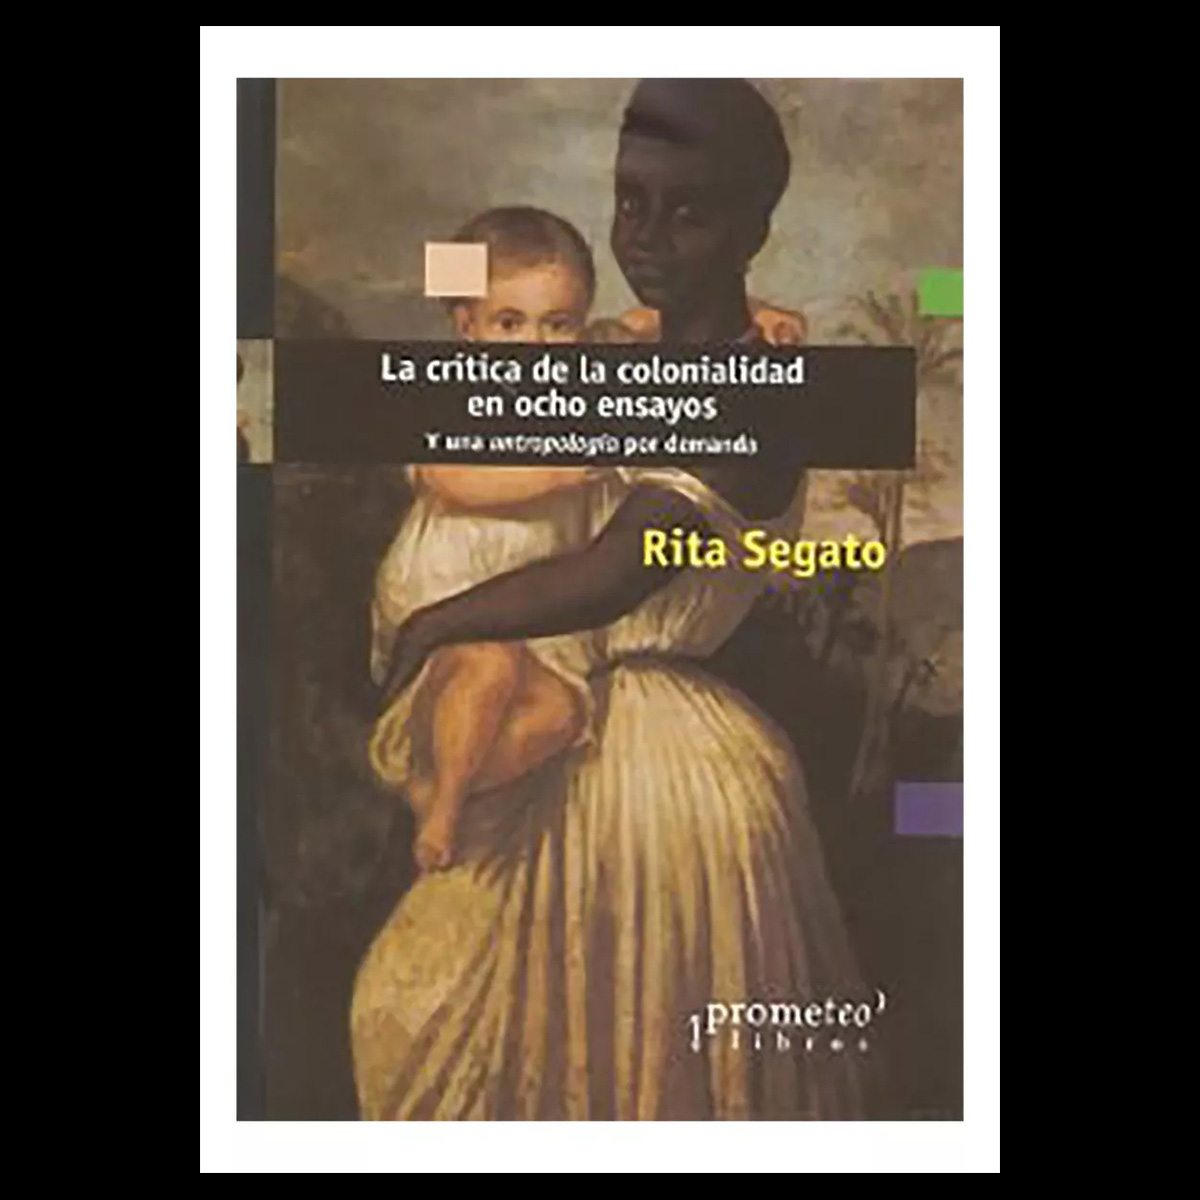 La crítica de la colonialidad
en ocho ensayos
Y una antropología por demanda
Rita Segato
prometeo
libros